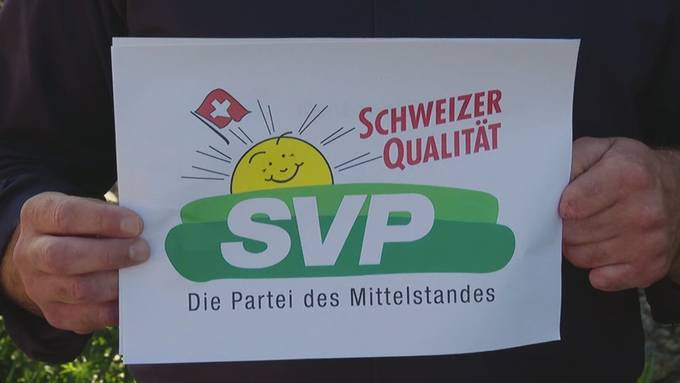 SCHWEIZER
QUALITÄT
SVP
Die Partei des Mittelstandes